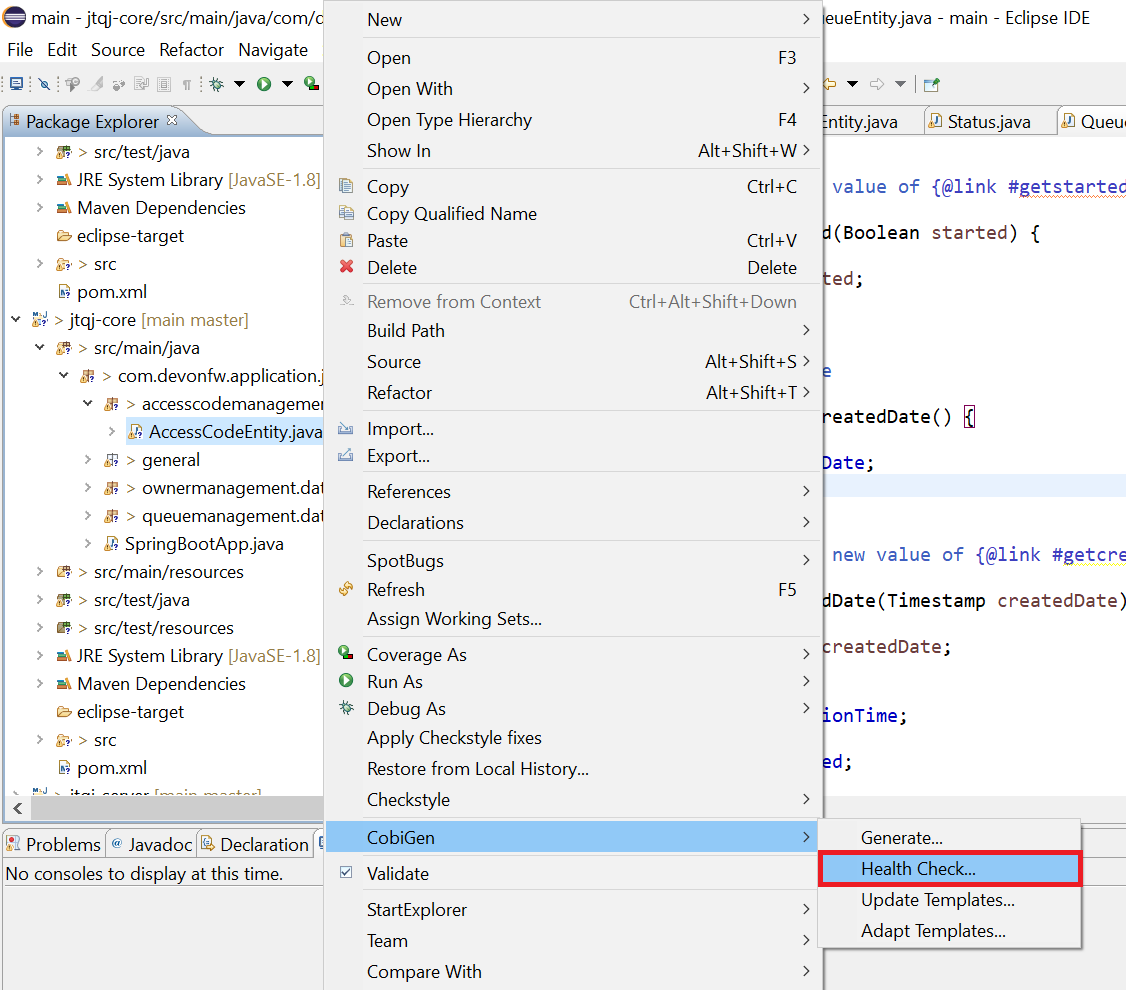 main - jtqj-core/src/main/java/com/d
ueEntity.java - main - Eclipse IDE
File Edit Source Refactor Navigate
Package Explorer
> src/test/java
JRE System Library [JavaSE-1.8]
Maven Dependencies
eclipse-target
> src
pom.xml
> jtqj-core [main master]
> src/main/java
> com.devonfw.application.j
> accesscodemanagemen
AccessCodeEntity.java
> general
> ownermanagement.dat
> queuemanagement.dat
SpringBootApp.java
> src/main/resources
> src/test/java
> src/test/resources
JRE System Library [JavaSE-1.8]
Maven Dependencies
eclipse-target
> src
pom.xml
> jtqj-server [main master]
Problems @ Javadoc Declaration
No consoles to display at this time.
New
Open F3
Open With
Open Type Hierarchy F4
Show In Alt+Shift+W
Copy Ctrl+C
Copy Qualified Name
Paste Ctrl+V
Delete Delete
Remove from Context Ctrl+Alt+Shift+Down
Build Path
Source Alt+Shift+S
Refactor Alt+Shift+T
Import...
Export...
References
Declarations
SpotBugs
Refresh F5
Assign Working Sets...
Coverage As
Run As
Debug As
Apply Checkstyle fixes
Restore from Local History...
Checkstyle
CobiGen
Validate
StartExplorer
Team
Compare With
Generate...
Health Check...
Update Templates...
Adapt Templates...
Entity.java Status.java Queue
value of {@link #getstarted
d(Boolean started) {
ted;
e
reatedDate() {
Date;
new value of {@link #getcre
dDate(Timestamp createdDate)
createdDate;
ionTime;
ed;